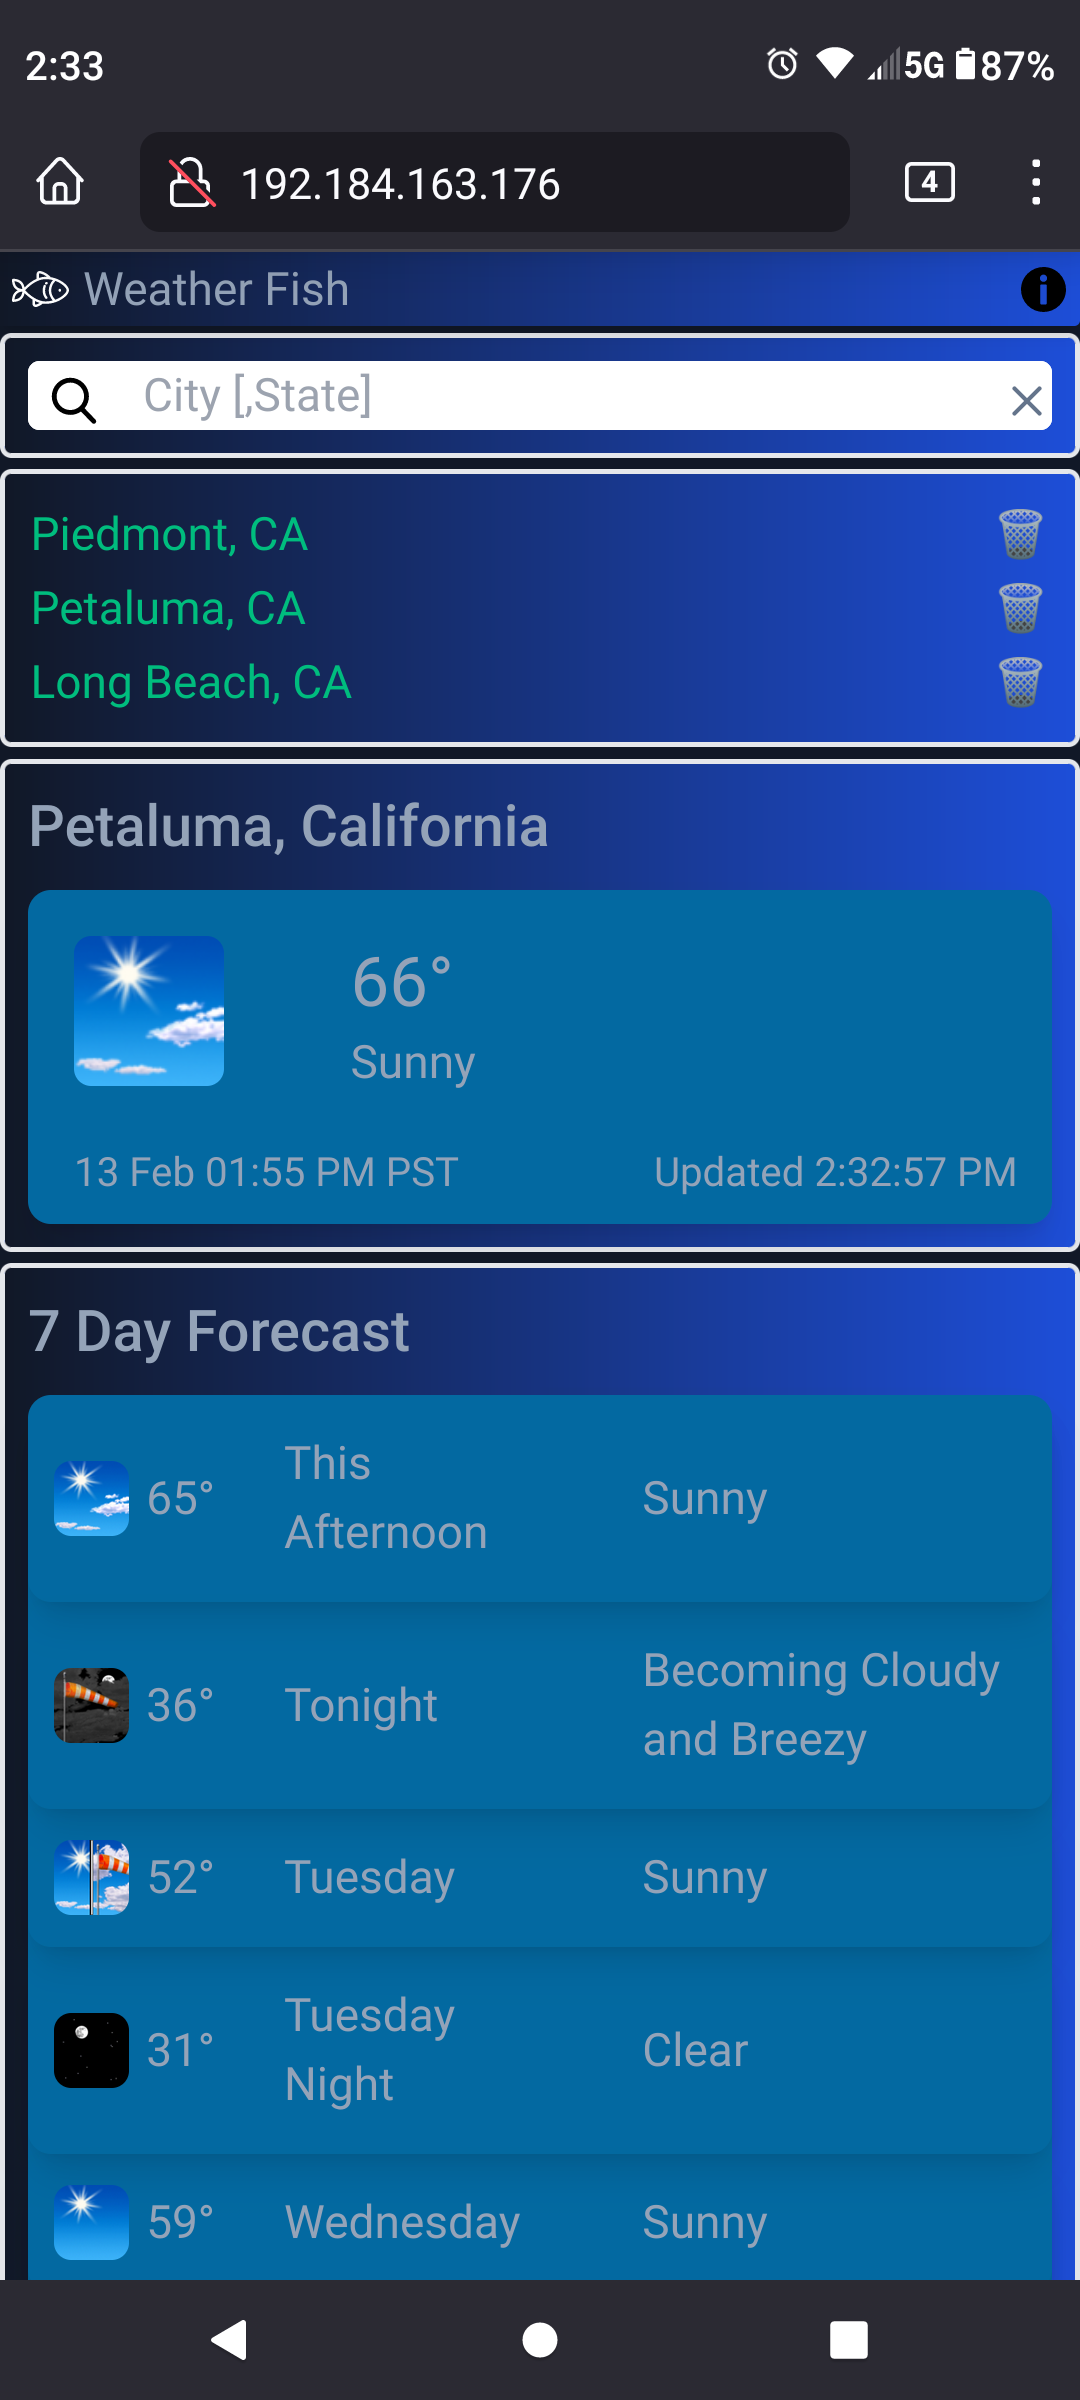 2:33
5G 87%
192.184.163.176
4
Weather Fish
City [,State]
Piedmont, CA
Petaluma, CA
Long Beach, CA
Petaluma, California
66°
Sunny
13 Feb 01:55 PM PST
Updated 2:32:57 PM
7 Day Forecast
65°
This
Afternoon
Sunny
36°
Tonight
Becoming Cloudy
and Breezy
52°
Tuesday
Sunny
31°
Tuesday
Night
Clear
59°
Wednesday
Sunny